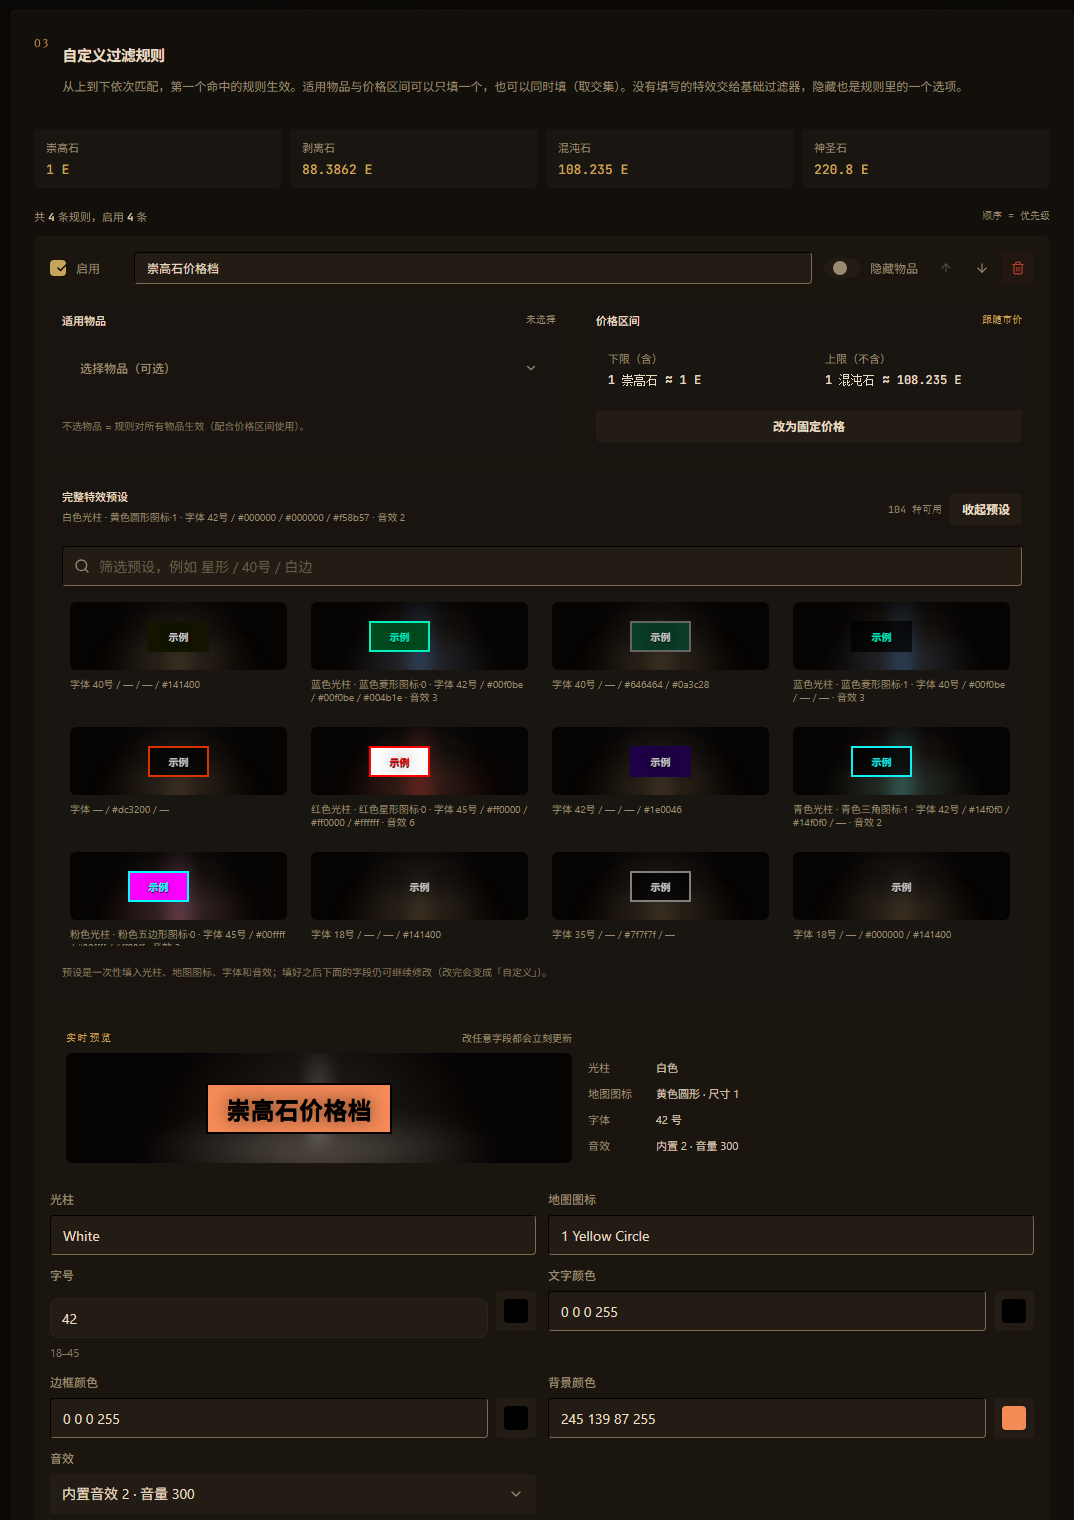 03
自定义过滤规则
从上到下依次匹配，第一个命中的规则生效。适用物品与价格区间可以只填一个，也可以同时填（取交集）。没有填写的特效交给基础过滤器，隐藏也是规则里的一个选项。
崇高石
1 E
剥离石
88.3862 E
混沌石
108.235 E
神圣石
220.8 E
共 4 条规则，启用 4 条
顺序 = 优先级
启用
崇高石价格档
隐藏物品
适用物品
未选择
选择物品（可选）
不选物品 = 规则对所有物品生效（配合价格区间使用）。
价格区间
跟随市价
下限（含）
1 崇高石 ≈ 1 E
上限（不含）
1 混沌石 ≈ 108.235 E
改为固定价格
完整特效预设
白色光柱 · 黄色圆形图标·1 · 字体 42号 / #000000 / #000000 / #f58b57 · 音效 2
104 种可用
收起预设
筛选预设，例如 星形 / 40号 / 白边
示例
字体 40号 / — / — / #141400
示例
蓝色光柱 · 蓝色菱形图标·0 · 字体 42号 / #00f0be
/ #00f0be / #004b1e · 音效 3
示例
字体 40号 / — / #646464 / #0a3c28
示例
蓝色光柱 · 蓝色菱形图标·1 · 字体 40号 / #00f0be
/ — / — · 音效 3
示例
字体 — / #dc3200 / —
示例
红色光柱 · 红色星形图标·0 · 字体 45号 / #ff0000 /
#ff0000 / #ffffff · 音效 6
示例
字体 42号 / — / — / #1e0046
示例
青色光柱 · 青色三角图标·1 · 字体 42号 / #14f0f0 /
#14f0f0 / — · 音效 2
示例
粉色光柱 · 粉色五边形图标·0 · 字体 45号 / #00ffff
示例
字体 18号 / — / — / #141400
示例
字体 35号 / — / #7f7f7f / —
示例
字体 18号 / — / #000000 / #141400
预设是一次性填入光柱、地图图标、字体和音效；填好之后下面的字段仍可继续修改（改完会变成「自定义」）。
实时预览
改任意字段都会立刻更新
崇高石价格档
光柱 白色
地图图标 黄色圆形 · 尺寸 1
字体 42 号
音效 内置 2 · 音量 300
光柱
White
地图图标
1 Yellow Circle
字号
42
18–45
文字颜色
0 0 0 255
边框颜色
0 0 0 255
背景颜色
245 139 87 255
音效
内置音效 2 · 音量 300